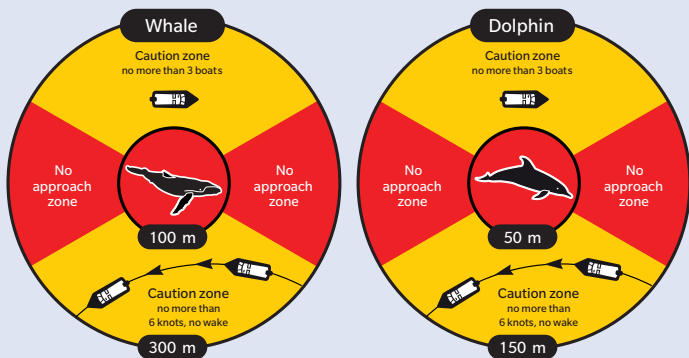 Whale
Caution zone
no more than 3 boats
No
approach
zone
No
approach
zone
100 m
Caution zone
no more than
6 knots, no wake
300 m
Dolphin
Caution zone
no more than 3 boats
No
approach
zone
No
approach
zone
50 m
Caution zone
no more than
6 knots, no wake
150 m